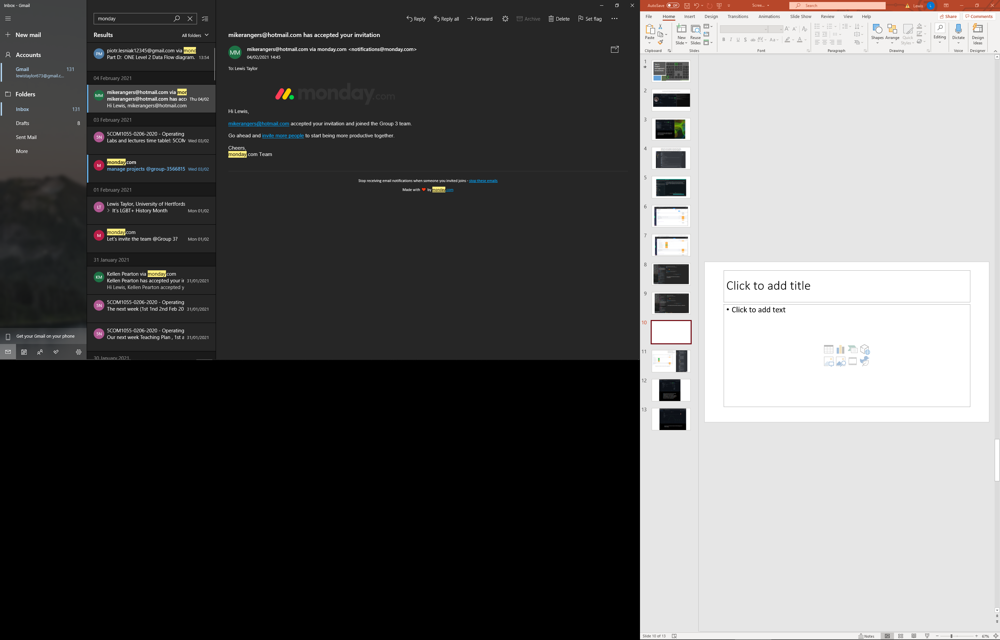 Inbox - Gmail
New mail
Accounts
Gmail 131
lewistaylor673@gmail.c...
Folders
Inbox 131
Drafts 8
Sent Mail
More
Get your Gmail on your phone
monday
Results All folders
PM
piotr.lesniak12345@gmail.com via mond
Part D: ONE Level 2 Data Flow diagram. 13:54
04 February 2021
MM
mikerangers@hotmail.com via mor
mikerangers@hotmail.com has acc Thu 04/02
Hi Lewis, mikerangers@hotmail.com
03 February 2021
5N
5COM1055-0206-2020 - Operating
Labs and lectures time table!: 5COM Wed 03/02
M
monday.com
manage projects @group-3566815 Wed 03/02
01 February 2021
LT
Lewis Taylor, University of Hertfords
It's LGBT+ History Month Mon 01/02
M
monday.com
Let's invite the team @Group 3? Mon 01/02
31 January 2021
KM
Kellen Pearton via monday.com
Kellen Pearton has accepted your ir 31/01/2021
Hi Lewis, Kellen Pearton accepted y
5N
5COM1055-0206-2020 - Operating
The next week (1st 1nd 2nd Feb 20 31/01/2021
5N
5COM1055-0206-2020 - Operating
Our next week Teaching Plan , 1st a 31/01/2021
30 January 2021
Reply Reply all Forward Archive Delete Set flag
mikerangers@hotmail.com has accepted your invitation
MM
mikerangers@hotmail.com via monday.com <notifications@monday.com>
04/02/2021 14:45
To: Lewis Taylor
monday.com
Hi Lewis,
mikerangers@hotmail.com accepted your invitation and joined the Group 3 team.
Go ahead and invite more people to start being more productive together.
Cheers,
monday.com Team
Stop receiving email notifications when someone you invited joins - stop these emails
Made with ❤ by monday.com
AutoSave Off Scree... Search Lewis L
File Home Insert Design Transitions Animations Slide Show Review View Help Share Comments
Paste New Slide Reuse Slides B I U S ab AV Aa A Shapes Arrange Quick Styles Editing Dictate Design Ideas
Clipboard Slides Font Paragraph Drawing Voice Designer
1
Project
Management
Screenshots
2
3
4
5
6
7
8
9
10
11
12
13
Click to add title
• Click to add text
Slide 10 of 13 Notes 67%